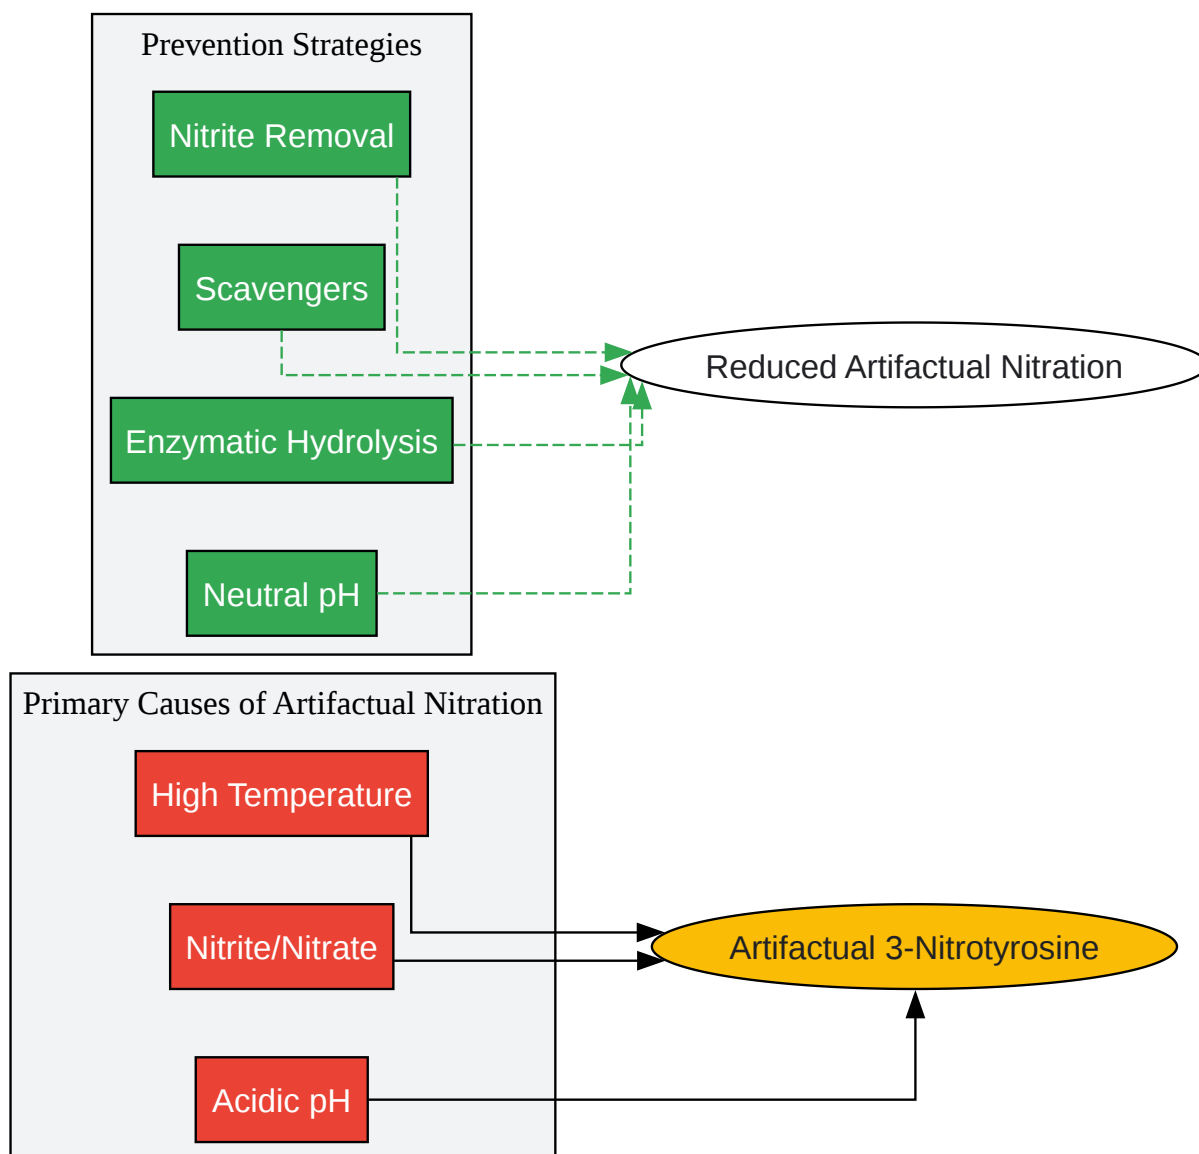 Prevention Strategies
Nitrite Removal
Scavengers
Reduced Artifactual Nitration
Enzymatic Hydrolysis
Neutral pH
Primary Causes of Artifactual Nitration
High Temperature
Nitrite/Nitrate
Artifactual 3-Nitrotyrosine
Acidic pH